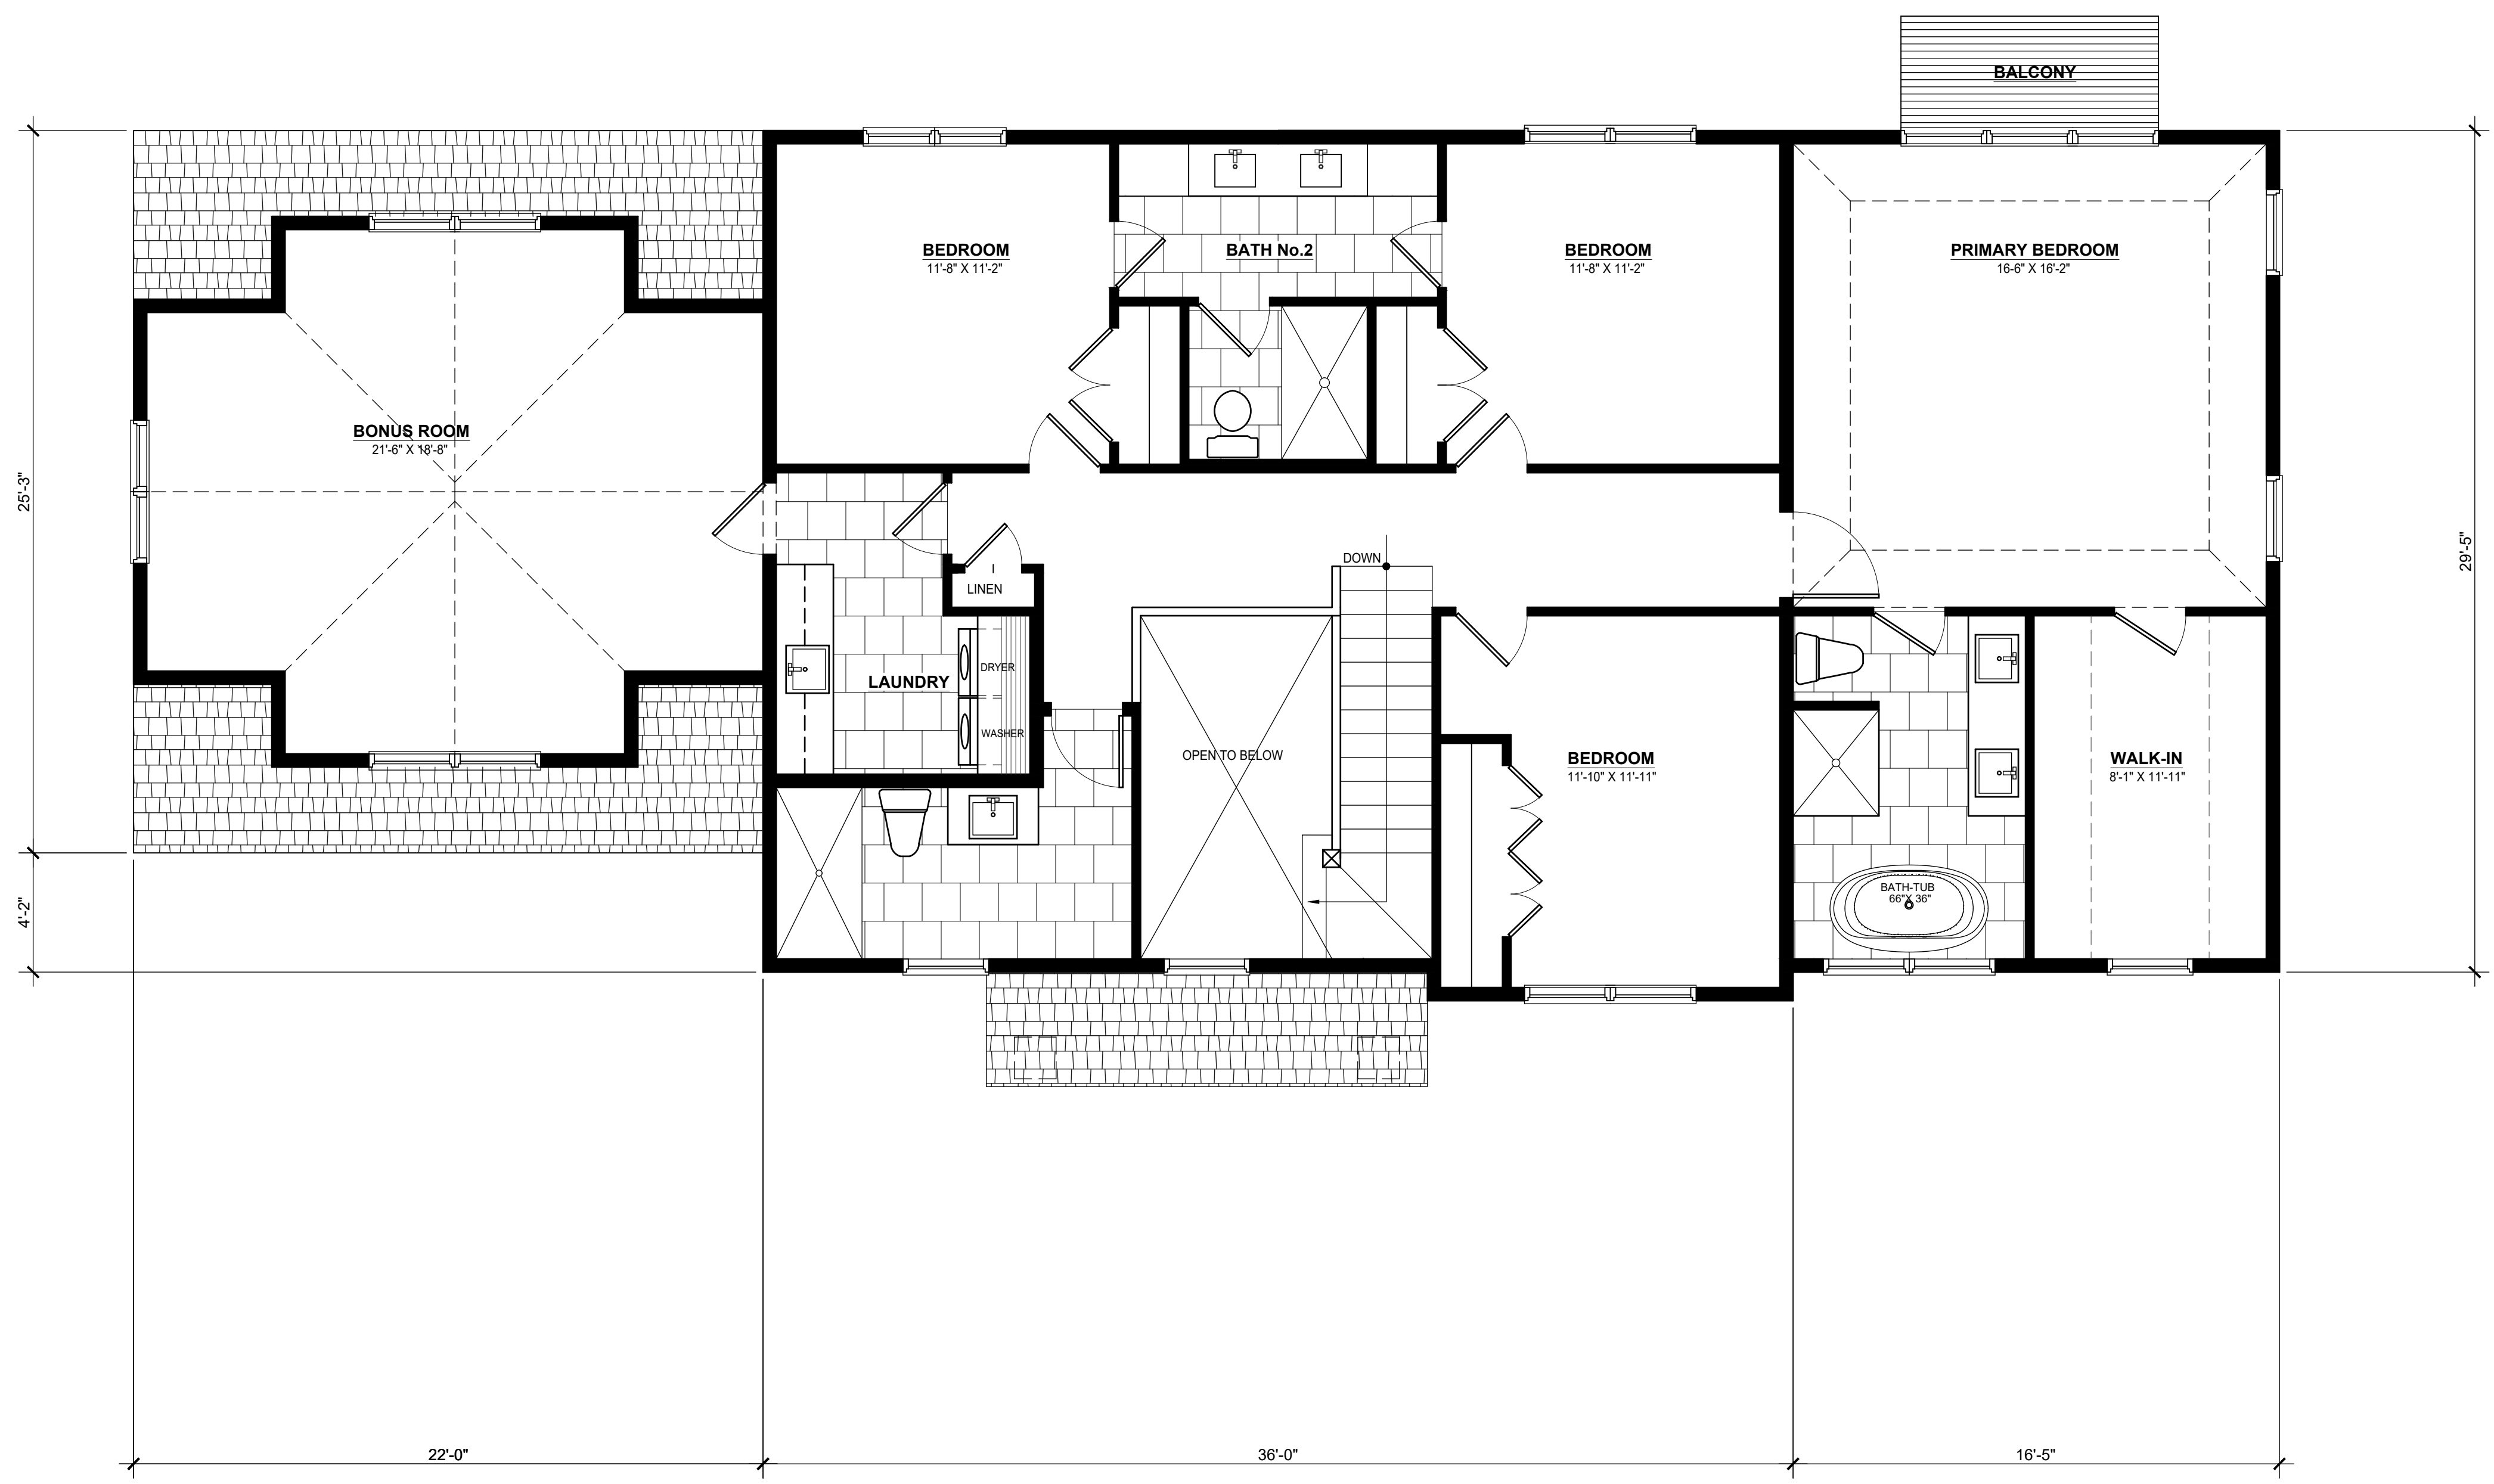 BALCONY
BEDROOM
11'-8" X 11'-2"
BATH No.2
BEDROOM
11'-8" X 11'-2"
PRIMARY BEDROOM
16-6" X 16'-2"
BONUS ROOM
21'-6" X 18'-8"
25'-3"
29'-5"
DOWN
LINEN
DRYER
LAUNDRY
WASHER
OPEN TO BELOW
BEDROOM
11'-10" X 11'-11"
WALK-IN
8'-1" X 11'-11"
BATH-TUB
66"X 36"
4'-2"
22'-0"
36'-0"
16'-5"